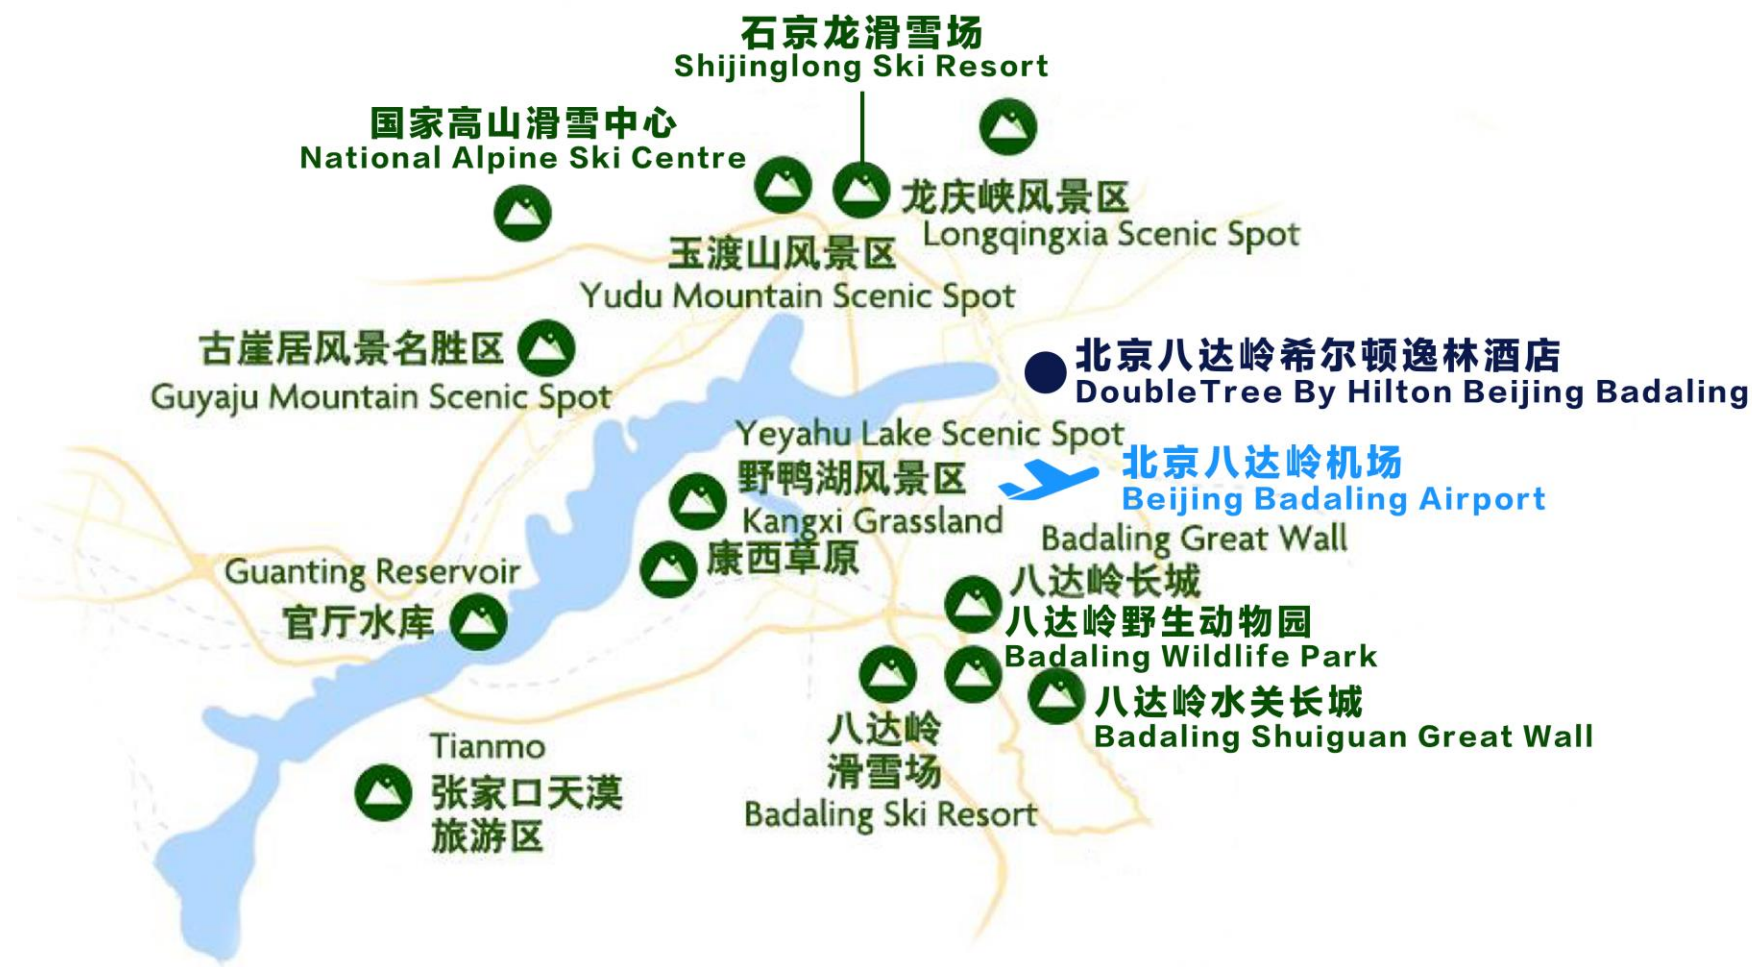 石京龙滑雪场
Shijinglong Ski Resort
国家高山滑雪中心
National Alpine Ski Centre
龙庆峡风景区
Longqingxia Scenic Spot
玉渡山风景区
Yudu Mountain Scenic Spot
古崖居风景名胜区
Guyaju Mountain Scenic Spot
北京八达岭希尔顿逸林酒店
DoubleTree By Hilton Beijing Badaling
Yeyahu Lake Scenic Spot
野鸭湖风景区
北京八达岭机场
Beijing Badaling Airport
Kangxi Grassland
康西草原
Badaling Great Wall
八达岭长城
Guanting Reservoir
官厅水库
八达岭野生动物园
Badaling Wildlife Park
八达岭水关长城
Badaling Shuiguan Great Wall
八达岭
滑雪场
Badaling Ski Resort
Tianmo
张家口天漠
旅游区